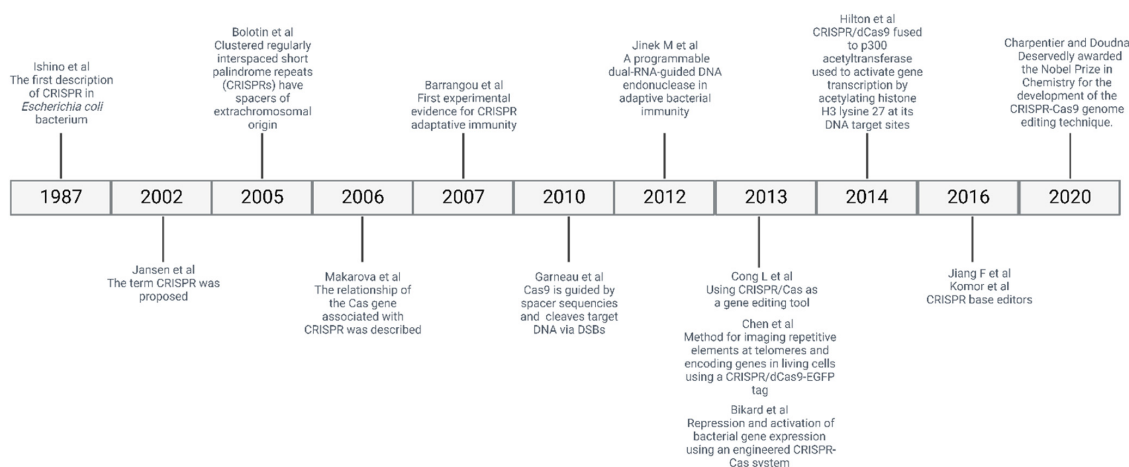 Ishino et al
The first description
of CRISPR in
Escherichia coli
bacterium
Bolotin et al
Clustered regularly
interspaced short
palindrome repeats
(CRISPRs) have
spacers of
extrachromosomal
origin
Barrangou et al
First experimental
evidence for CRISPR
adaptative immunity
Jinek M et al
A programmable
dual-RNA-guided DNA
endonuclease in
adaptive bacterial
immunity
Hilton et al
CRISPR/dCas9 fused
to p300
acetyltransferase
used to activate gene
transcription by
acetylating histone
H3 lysine 27 at its
DNA target sites
Charpentier and Doudna
Deservedly awarded
the Nobel Prize in
Chemistry for the
development of the
CRISPR-Cas9 genome
editing technique.
1987 2002 2005 2006 2007 2010 2012 2013 2014 2016 2020
Jansen et al
The term CRISPR was
proposed
Makarova et al
The relationship of
the Cas gene
associated with
CRISPR was described
Garneau et al
Cas9 is guided by
spacer sequences
and cleaves target
DNA via DSBs
Cong L et al
Using CRISPR/Cas as
a gene editing tool
Chen et al
Method for imaging repetitive
elements at telomeres and
encoding genes in living cells
using a CRISPR/dCas9-EGFP
tag
Bikard et al
Repression and activation of
bacterial gene expression
using an engineered CRISPR-
Cas system
Jiang F et al
Komor et al
CRISPR base editors